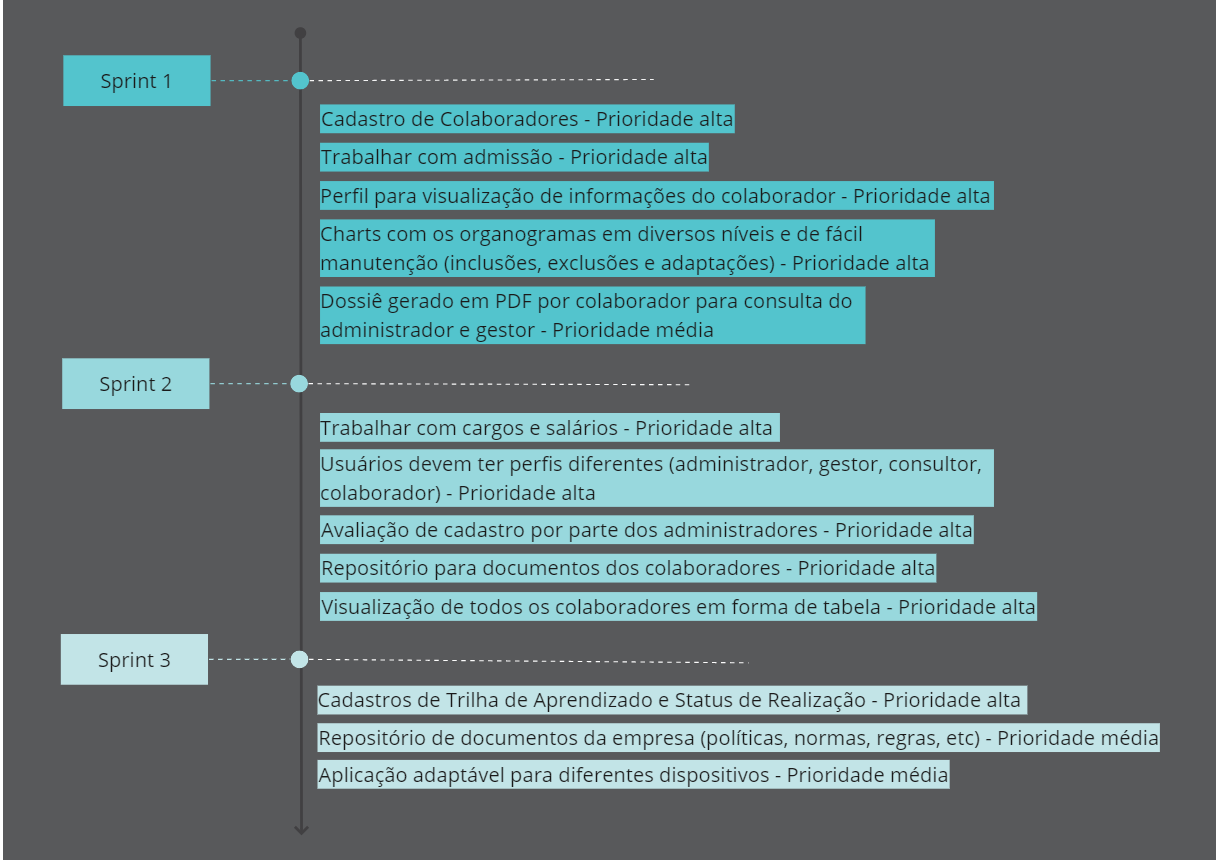 Sprint 1
Cadastro de Colaboradores - Prioridade alta
Trabalhar com admissão - Prioridade alta
Perfil para visualização de informações do colaborador - Prioridade alta
Charts com os organogramas em diversos níveis e de fácil
manutenção (inclusões, exclusões e adaptações) - Prioridade alta
Dossiê gerado em PDF por colaborador para consulta do
administrador e gestor - Prioridade média
Sprint 2
Trabalhar com cargos e salários - Prioridade alta
Usuários devem ter perfis diferentes (administrador, gestor, consultor,
colaborador) - Prioridade alta
Avaliação de cadastro por parte dos administradores - Prioridade alta
Repositório para documentos dos colaboradores - Prioridade alta
Visualização de todos os colaboradores em forma de tabela - Prioridade alta
Sprint 3
Cadastros de Trilha de Aprendizado e Status de Realização - Prioridade alta
Repositório de documentos da empresa (políticas, normas, regras, etc) - Prioridade média
Aplicação adaptável para diferentes dispositivos - Prioridade média